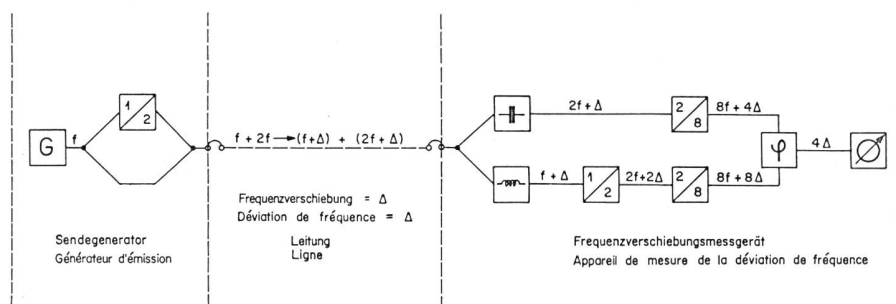 G
f
1
2
f + 2f → (f+Δ) + (2f + Δ)
Frequenzverschiebung = Δ
Déviation de fréquence = Δ
Leitung
Ligne
2f + Δ
2
8
8f + 4Δ
f + Δ
1
2
2f+2Δ
2
8
8f + 8Δ
φ
4Δ
Sendegenerator
Générateur d'émission
Frequenzverschiebungsmessgerät
Appareil de mesure de la déviation de fréquence